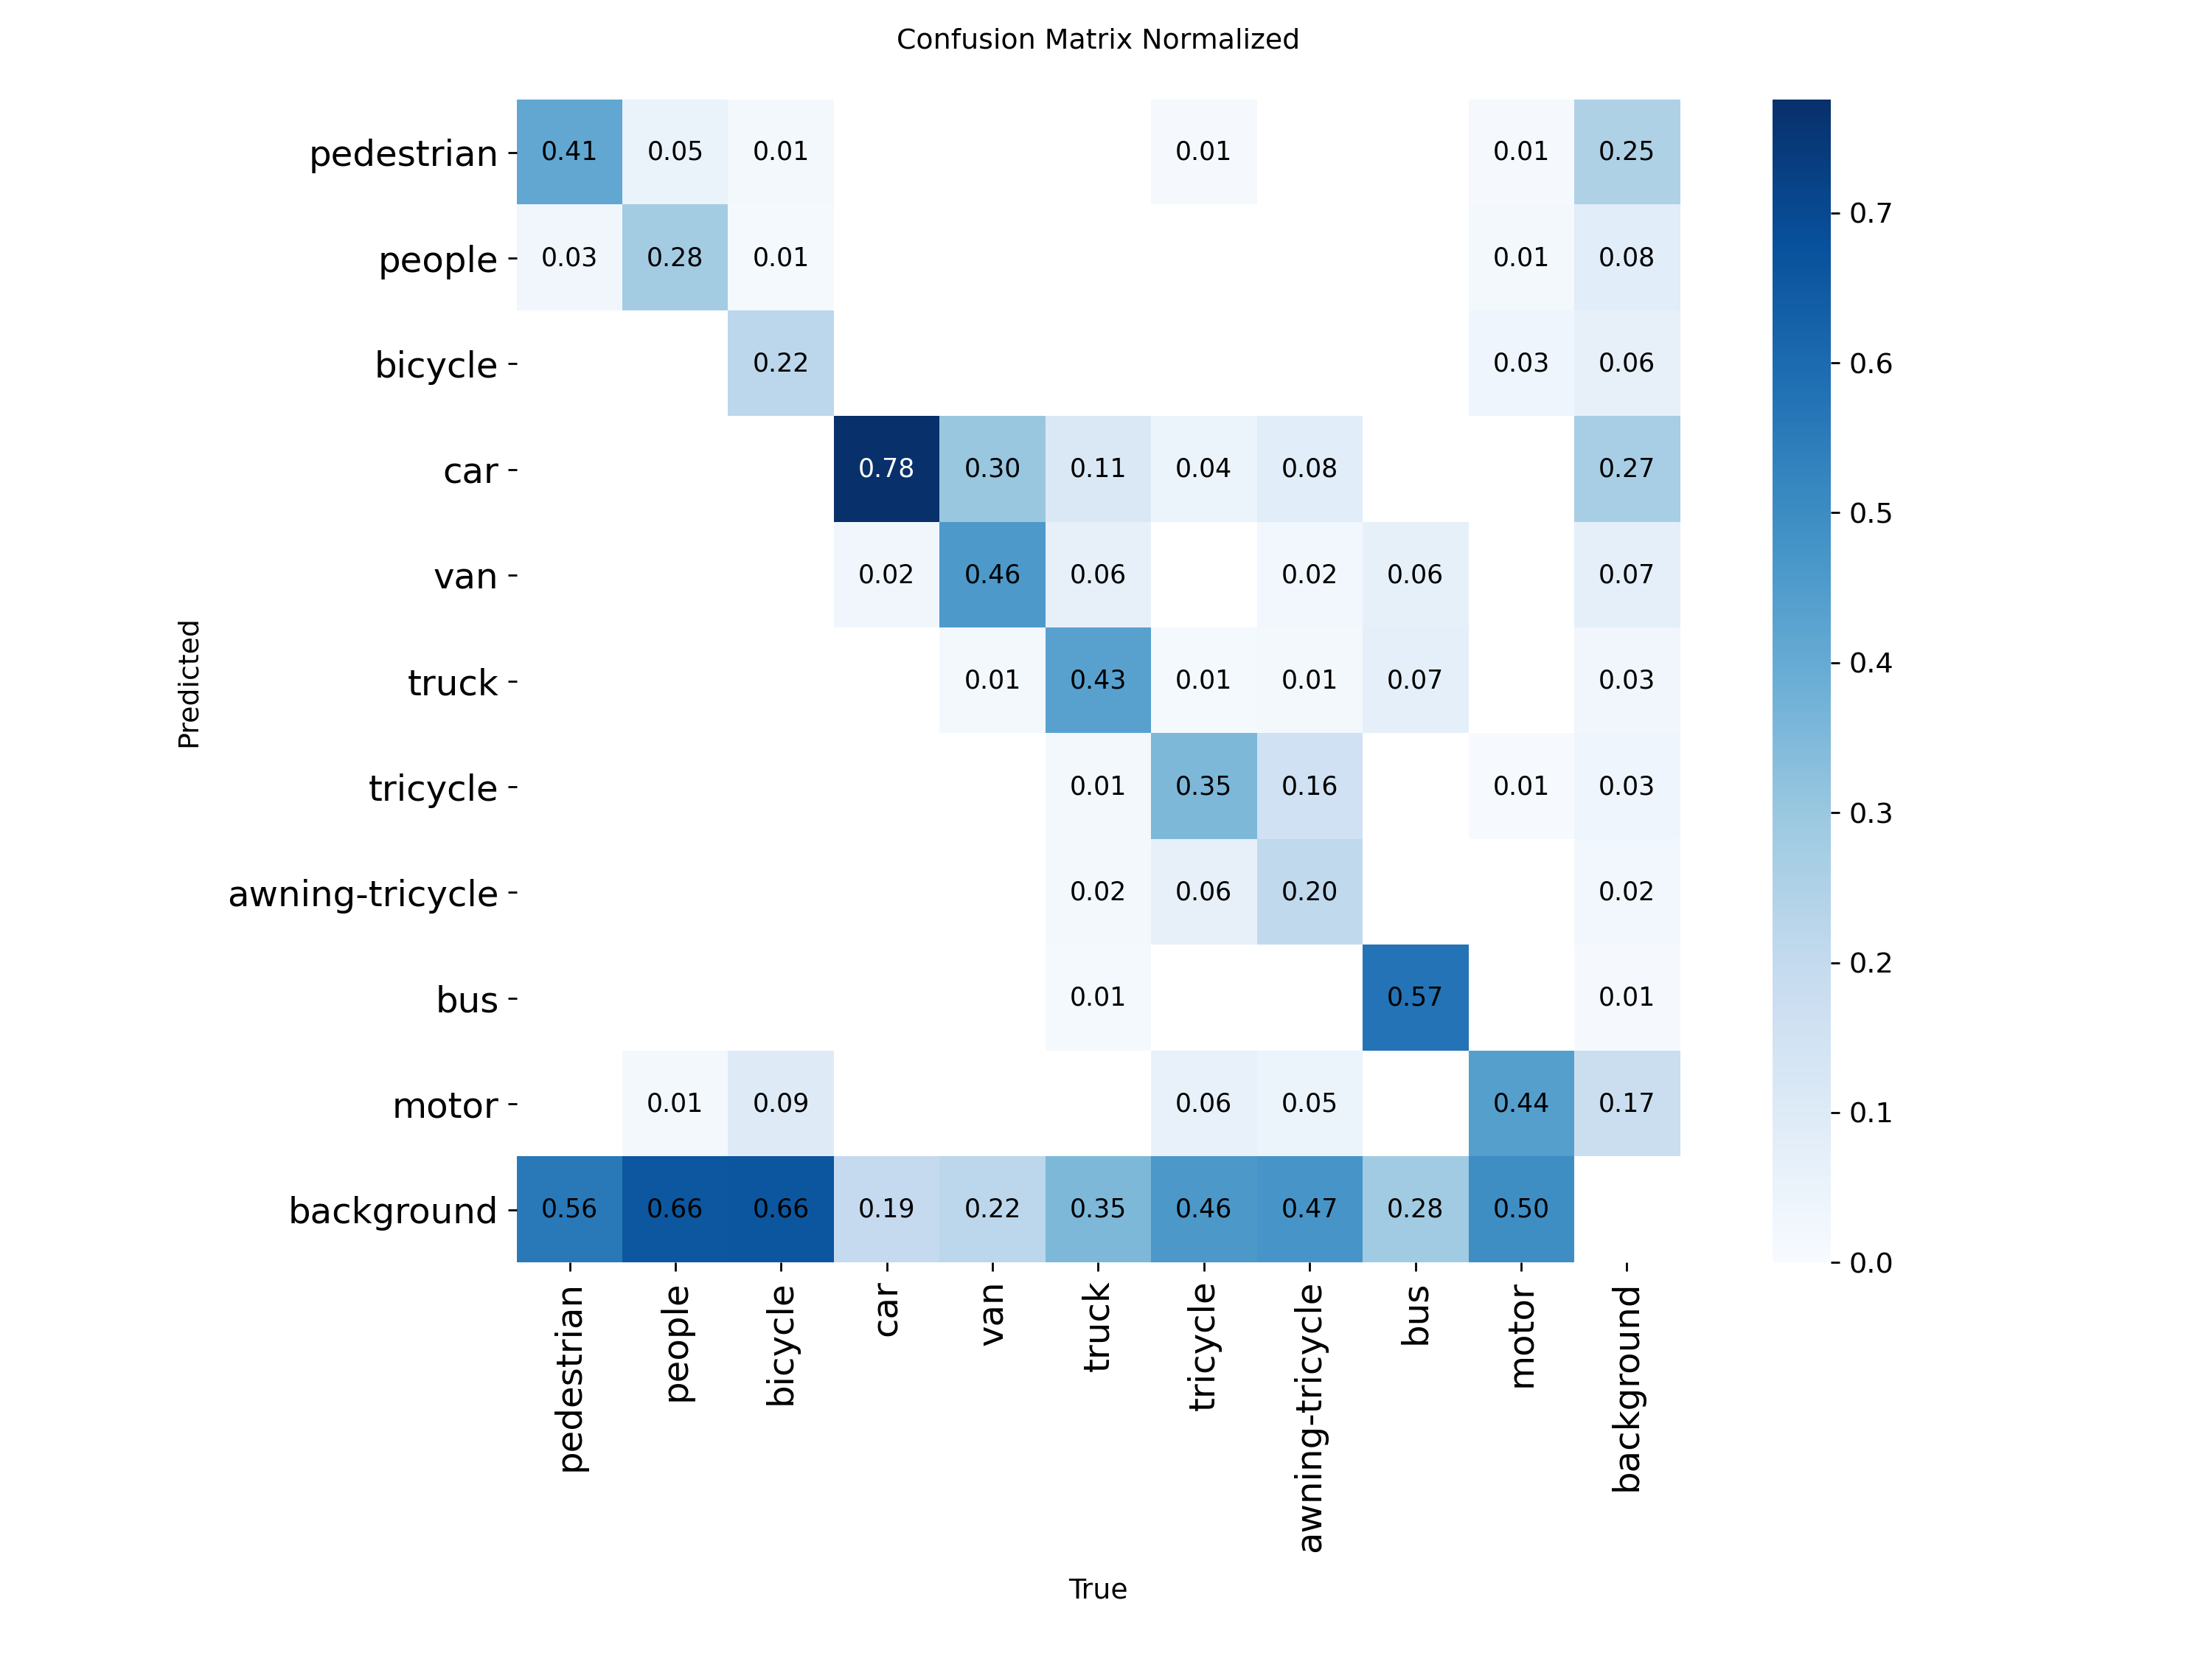 Confusion Matrix Normalized
pedestrian 0.41 0.05 0.01 0.01 0.01 0.25
people 0.03 0.28 0.01 0.01 0.08
bicycle 0.22 0.03 0.06
car 0.78 0.30 0.11 0.04 0.08 0.27
van 0.02 0.46 0.06 0.02 0.06 0.07
truck 0.01 0.43 0.01 0.01 0.07 0.03
tricycle 0.01 0.35 0.16 0.01 0.03
awning-tricycle 0.02 0.06 0.20 0.02
bus 0.01 0.57 0.01
motor 0.01 0.09 0.06 0.05 0.44 0.17
background 0.56 0.66 0.66 0.19 0.22 0.35 0.46 0.47 0.28 0.50
Predicted
pedestrian
people
bicycle
car
van
truck
tricycle
awning-tricycle
bus
motor
background
True
0.7
0.6
0.5
0.4
0.3
0.2
0.1
0.0